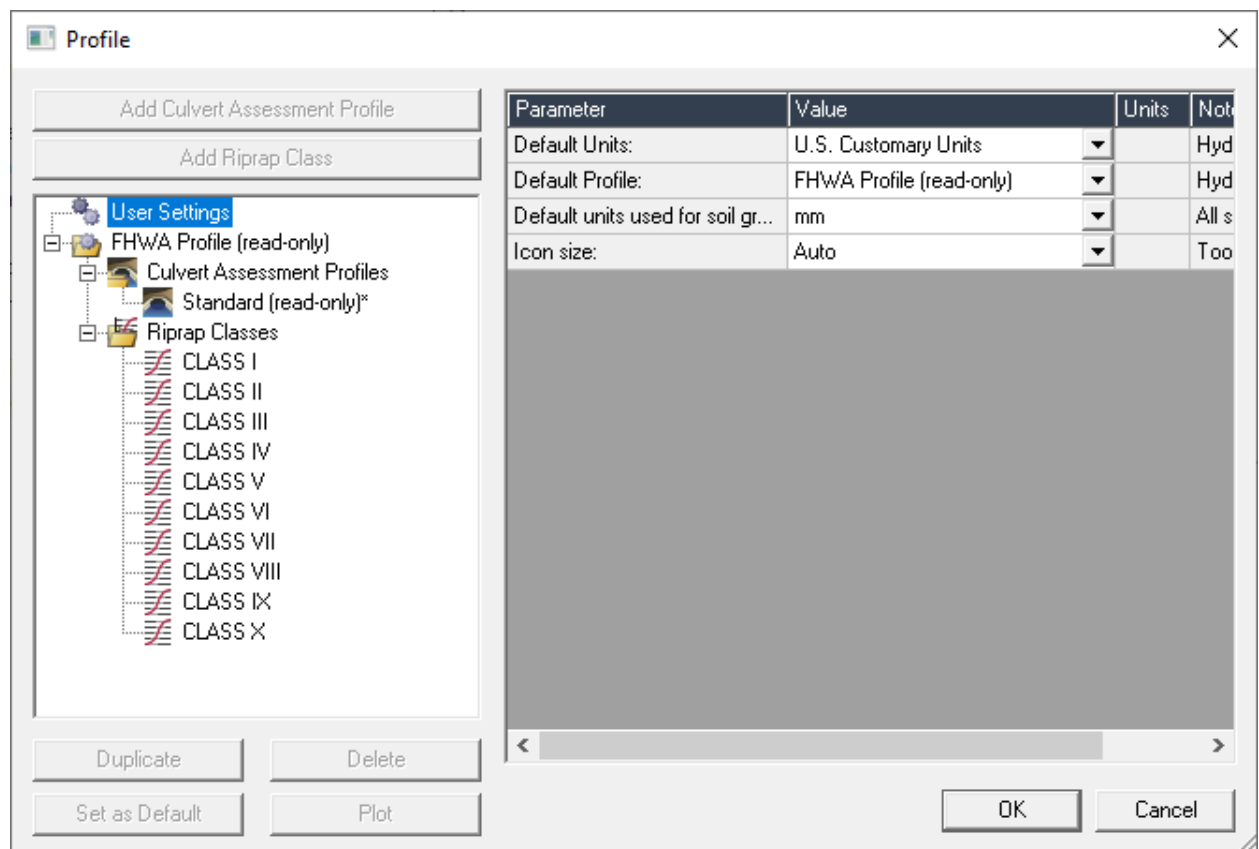 Profile
Add Culvert Assessment Profile
Add Riprap Class
User Settings
FHWA Profile (read-only)
Culvert Assessment Profiles
Standard (read-only)*
Riprap Classes
CLASS I
CLASS II
CLASS III
CLASS IV
CLASS V
CLASS VI
CLASS VII
CLASS VIII
CLASS IX
CLASS X
Duplicate Delete
Set as Default Plot
Parameter Value Units Note
Default Units: U.S. Customary Units Hyd
Default Profile: FHWA Profile (read-only) Hyd
Default units used for soil gr... mm All s
Icon size: Auto Too
OK Cancel